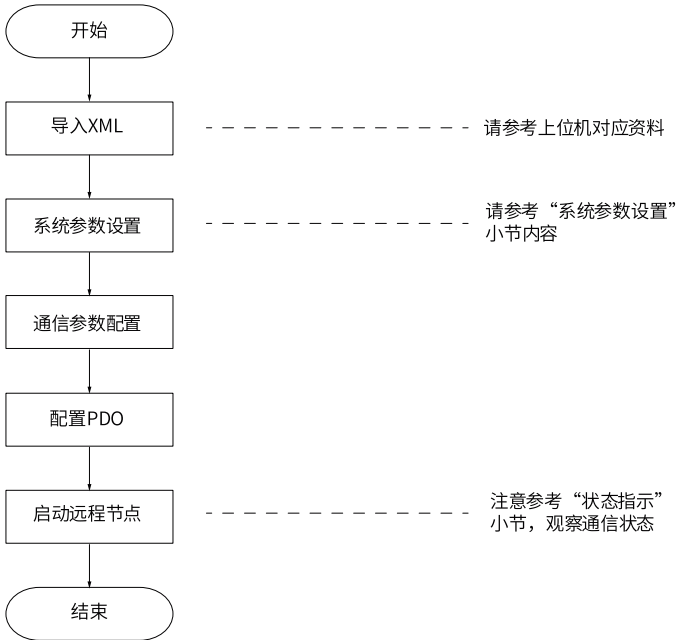 开始
导入XML
请参考上位机对应资料
系统参数设置
请参考“系统参数设置”
小节内容
通信参数配置
配置PDO
启动远程节点
注意参考“状态指示”
小节，观察通信状态
结束